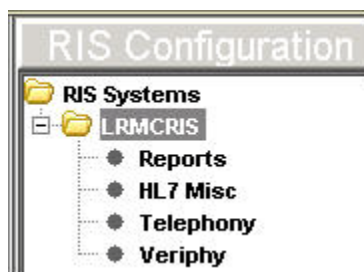 RIS Configuration
RIS Systems
LRMCRIS
Reports
HL7 Misc
Telephony
Veriphy